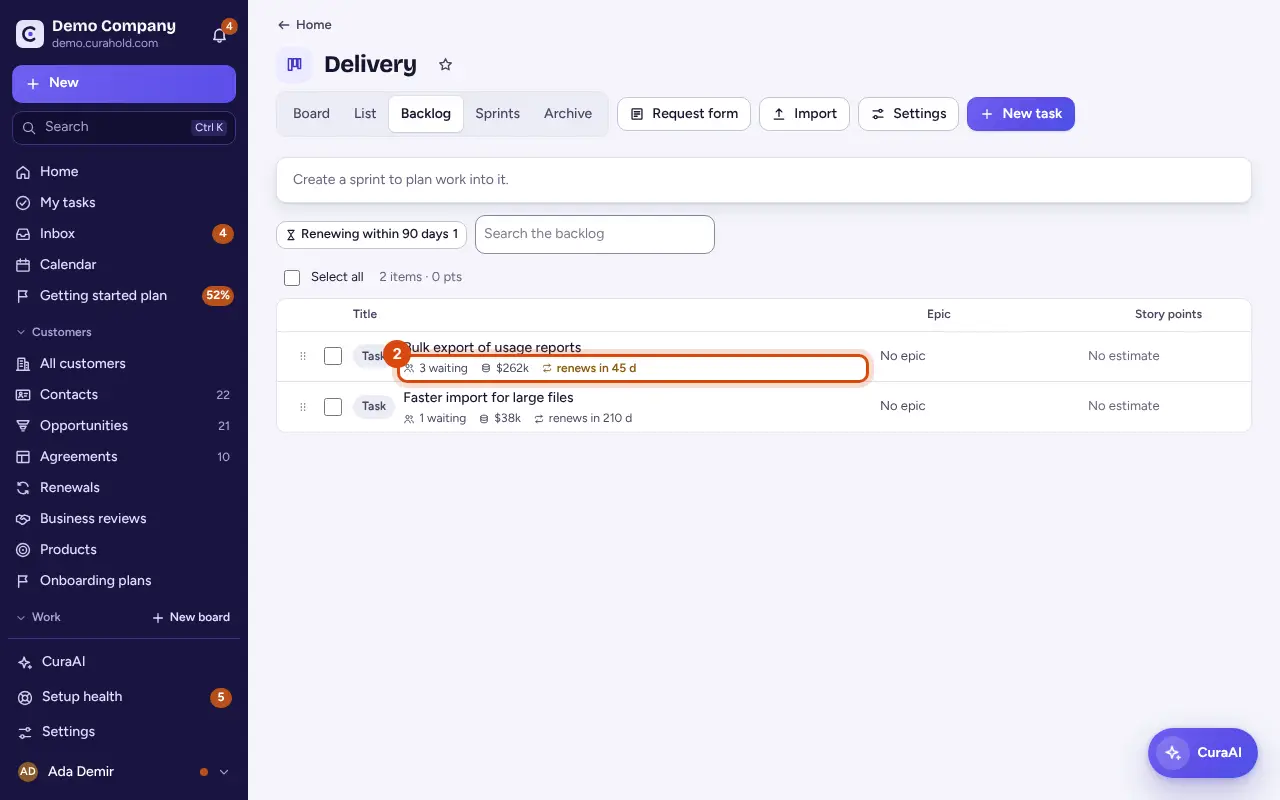 Demo Company
demo.curahold.com
4
New
Search
Ctrl K
Home
My tasks
Inbox
4
Calendar
Getting started plan
52%
Customers
All customers
Contacts
22
Opportunities
21
Agreements
10
Renewals
Business reviews
Products
Onboarding plans
Work
New board
CuraAI
Setup health
5
Settings
AD
Ada Demir
Home
Delivery
Board
List
Backlog
Sprints
Archive
Request form
Import
Settings
New task
Create a sprint to plan work into it.
Renewing within 90 days 1
Search the backlog
Select all
2 items · 0 pts
Title
Epic
Story points
Task
2
Bulk export of usage reports
3 waiting
$262k
renews in 45 d
No epic
No estimate
Task
Faster import for large files
1 waiting
$38k
renews in 210 d
No epic
No estimate
CuraAI